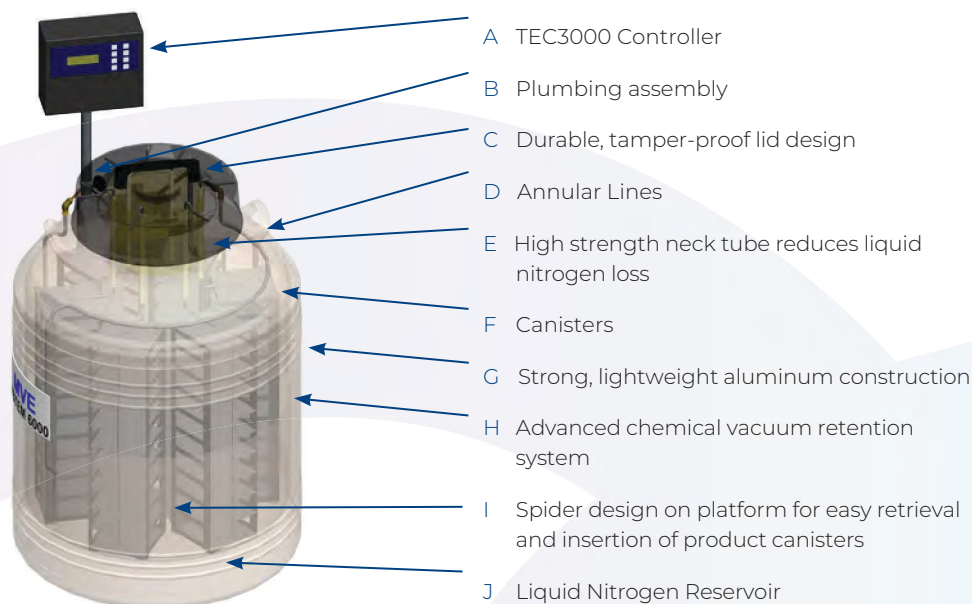 A TEC3000 Controller
B Plumbing assembly
C Durable, tamper-proof lid design
D Annular Lines
E High strength neck tube reduces liquid
nitrogen loss
F Canisters
G Strong, lightweight aluminum construction
H Advanced chemical vacuum retention
system
I Spider design on platform for easy retrieval
and insertion of product canisters
J Liquid Nitrogen Reservoir
MVE
6000